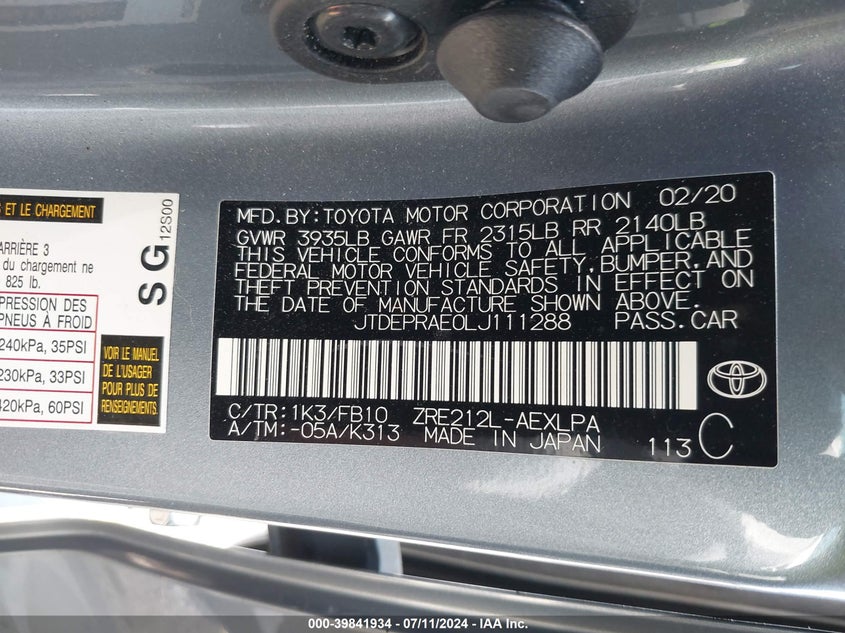 S ET LE CHARGEMENT
ARRIÈRE 3
du chargement ne
825 lb.
PRESSION DES
PNEUS À FROID
240kPa, 35PSI
230kPa, 33PSI
420kPa, 60PSI
VOIR LE MANUEL
DE L'USAGER
POUR PLUS DE
RENSEIGNEMENTS.
SG
12S00
MFD.BY:TOYOTA MOTOR CORPORATION 02/20
GVWR 3935LB GAWR FR 2315LB RR 2140LB
THIS VEHICLE CONFORMS TO ALL APPLICABLE
FEDERAL MOTOR VEHICLE SAFETY,BUMPER,AND
THEFT PREVENTION STANDARDS IN EFFECT ON
THE DATE OF MANUFACTURE SHOWN ABOVE.
JTDEPRAE0LJ111288 PASS.CAR
C/TR:1K3/FB10 ZRE212L-AEXLPA
A/TM:-05A/K313 MADE IN JAPAN 113 C
000-39841934 - 07/11/2024 - IAA Inc.